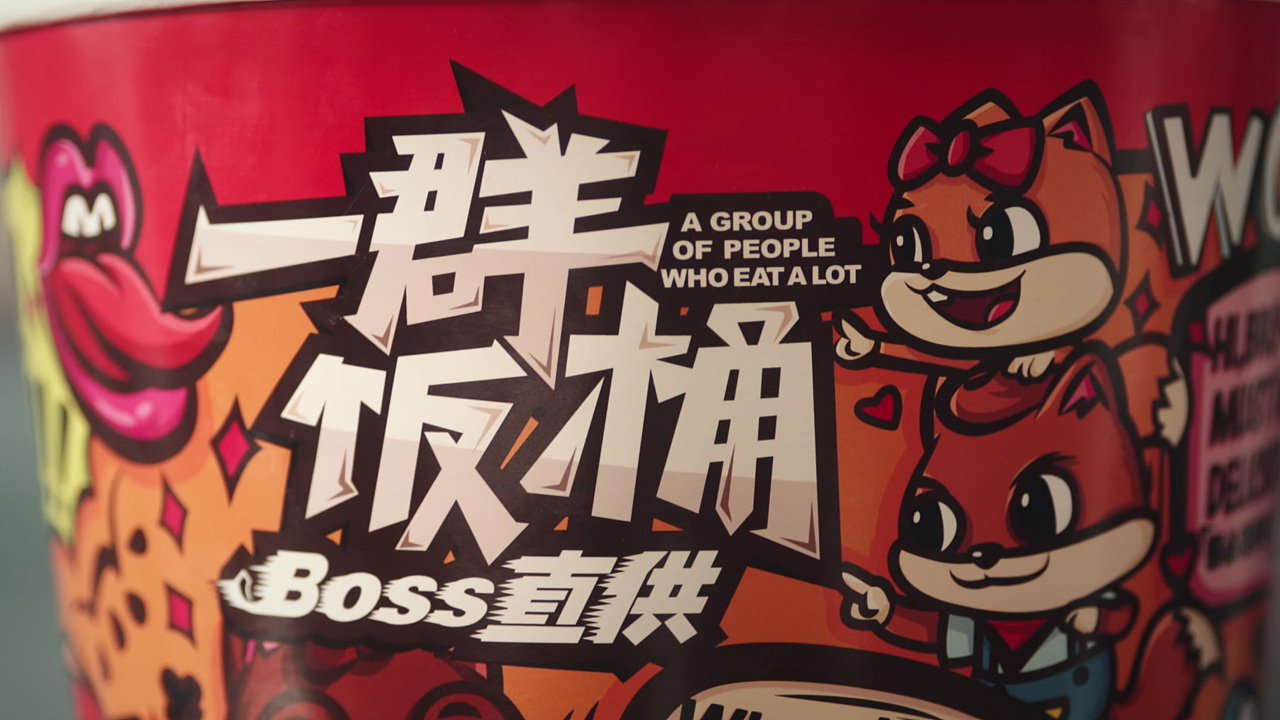 一群
饭桶
A GROUP
OF PEOPLE
WHO EAT A LOT
Boss直供